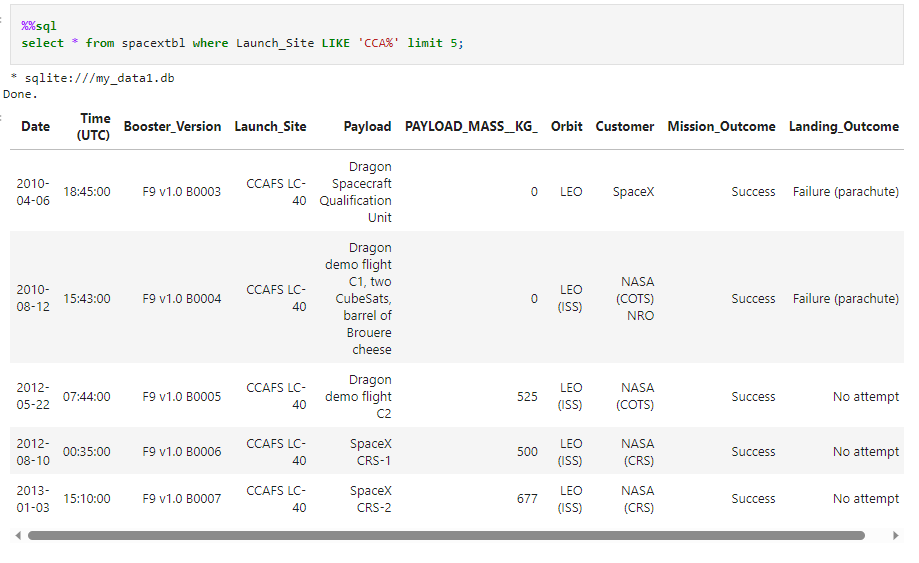 %%sql
select * from spacextbl where Launch_Site LIKE 'CCA%' limit 5;
* sqlite:///my_data1.db
Done.
Date Time (UTC) Booster_Version Launch_Site Payload PAYLOAD_MASS__KG_ Orbit Customer Mission_Outcome Landing_Outcome
2010-04-06 18:45:00 F9 v1.0 B0003 CCAFS LC-40 Dragon Spacecraft Qualification Unit 0 LEO SpaceX Success Failure (parachute)
2010-08-12 15:43:00 F9 v1.0 B0004 CCAFS LC-40 Dragon demo flight C1, two CubeSats, barrel of Brouere cheese 0 LEO (ISS) NASA (COTS) NRO Success Failure (parachute)
2012-05-22 07:44:00 F9 v1.0 B0005 CCAFS LC-40 Dragon demo flight C2 525 LEO (ISS) NASA (COTS) Success No attempt
2012-08-10 00:35:00 F9 v1.0 B0006 CCAFS LC-40 SpaceX CRS-1 500 LEO (ISS) NASA (CRS) Success No attempt
2013-01-03 15:10:00 F9 v1.0 B0007 CCAFS LC-40 SpaceX CRS-2 677 LEO (ISS) NASA (CRS) Success No attempt